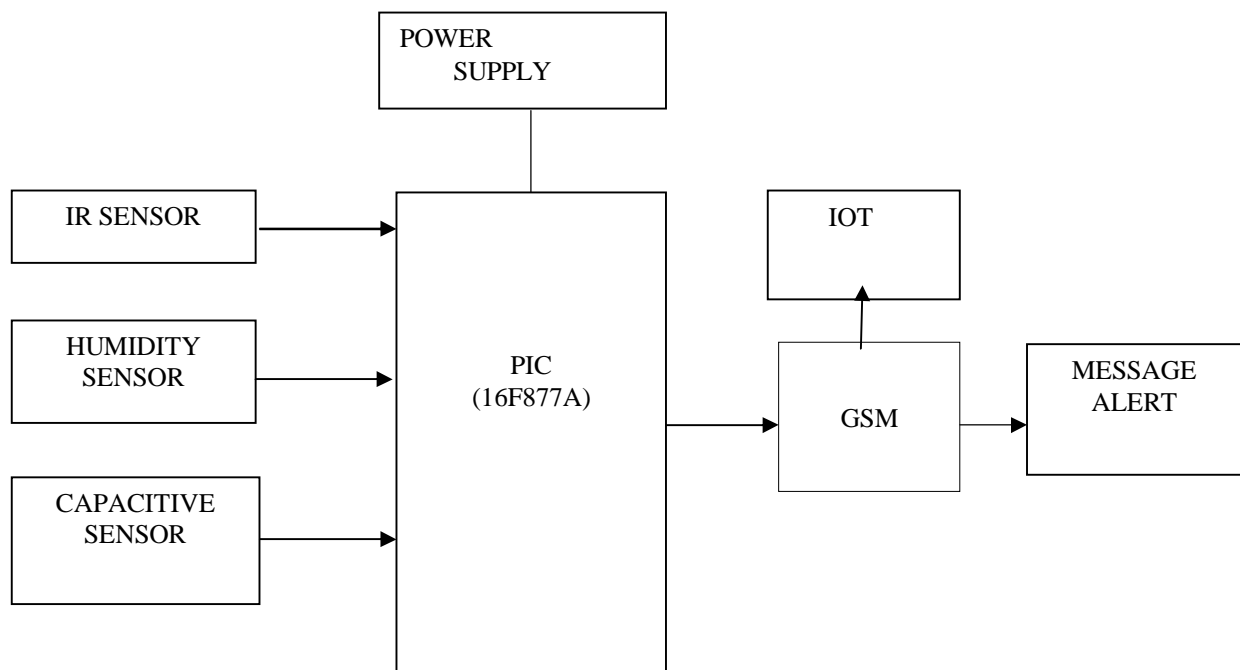 POWER
SUPPLY
IR SENSOR
IOT
HUMIDITY
SENSOR
PIC
(16F877A)
GSM
MESSAGE
ALERT
CAPACITIVE
SENSOR